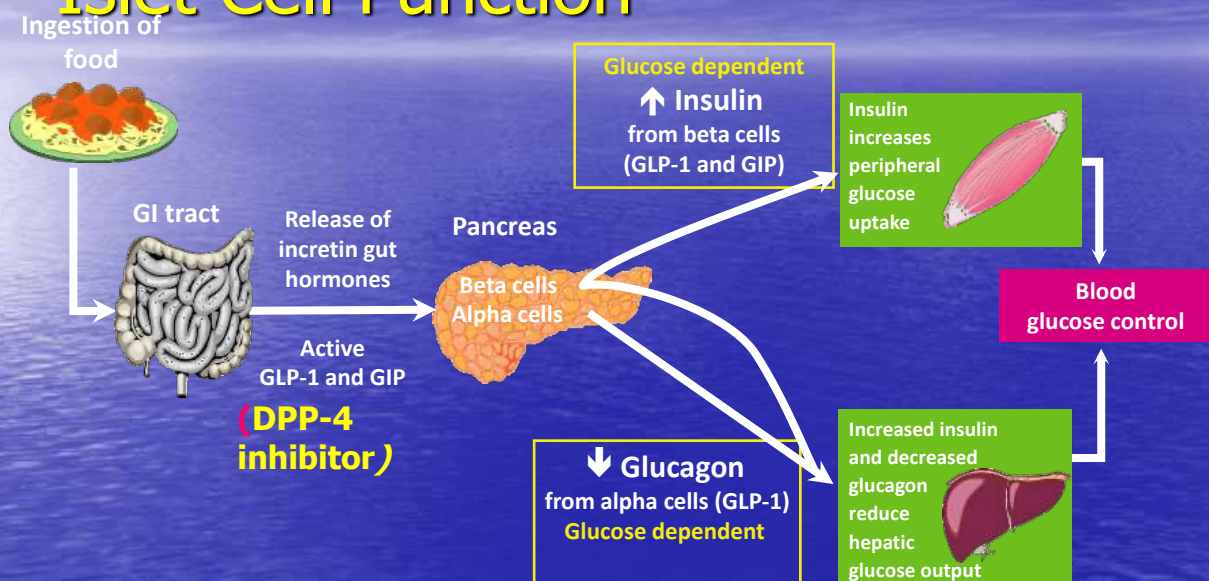 Islet Cell Function
Ingestion of
food
GI tract
Release of
incretin gut
hormones
Active
GLP-1 and GIP
(DPP-4
inhibitor)
Pancreas
Beta cells
Alpha cells
Glucose dependent
↑ Insulin
from beta cells
(GLP-1 and GIP)
Insulin
increases
peripheral
glucose
uptake
↓ Glucagon
from alpha cells (GLP-1)
Glucose dependent
Increased insulin
and decreased
glucagon
reduce
hepatic
glucose output
Blood
glucose control